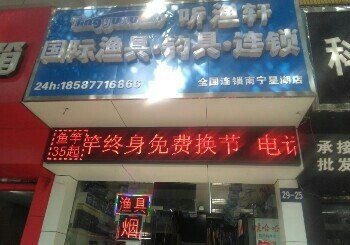 听渔轩
国际渔具·钓具·连锁
24h:18587716866
全国连锁南宁星湖店
鱼竿
35起
竿终身免费换节 电话
渔具
烟
29-25
承接
批发